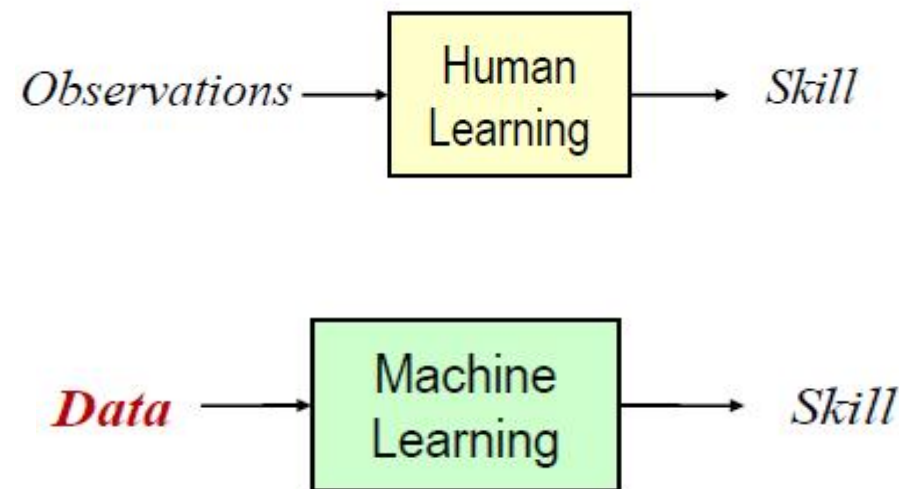 Observations
Human
Learning
Skill
Data
Machine
Learning
Skill